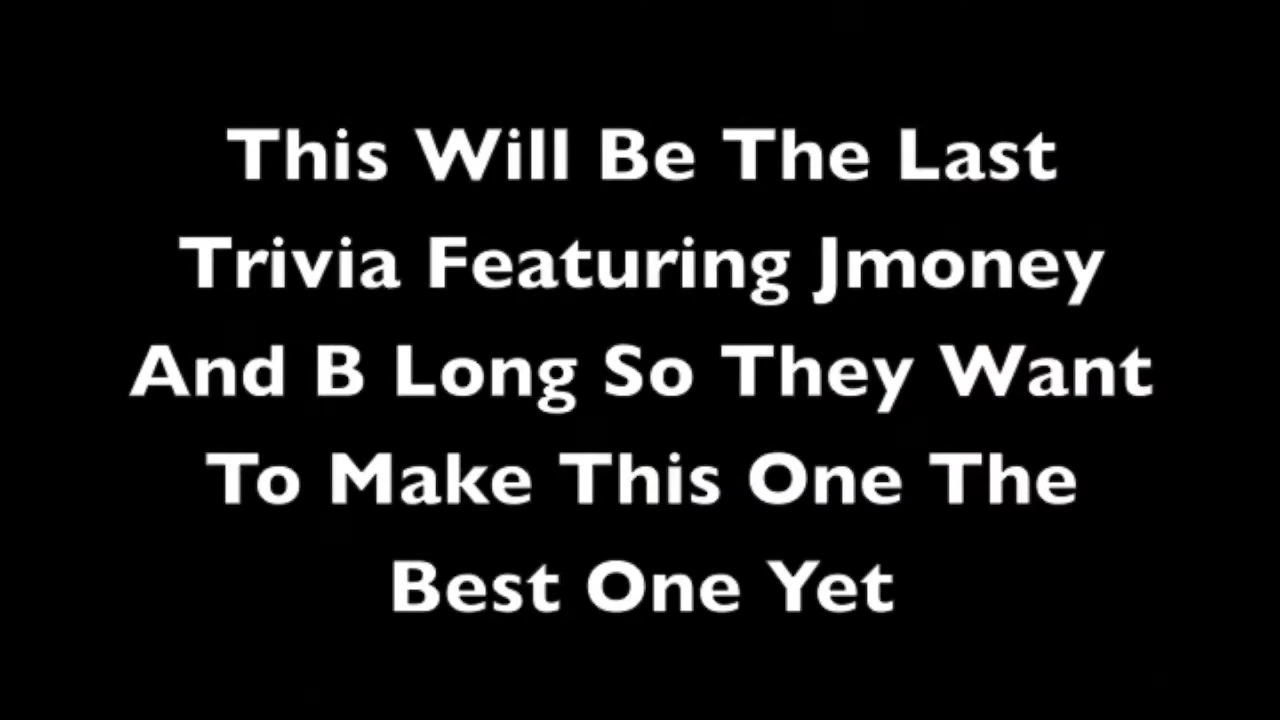 This Will Be The Last
Trivia Featuring Jmoney
And B Long So They Want
To Make This One The
Best One Yet